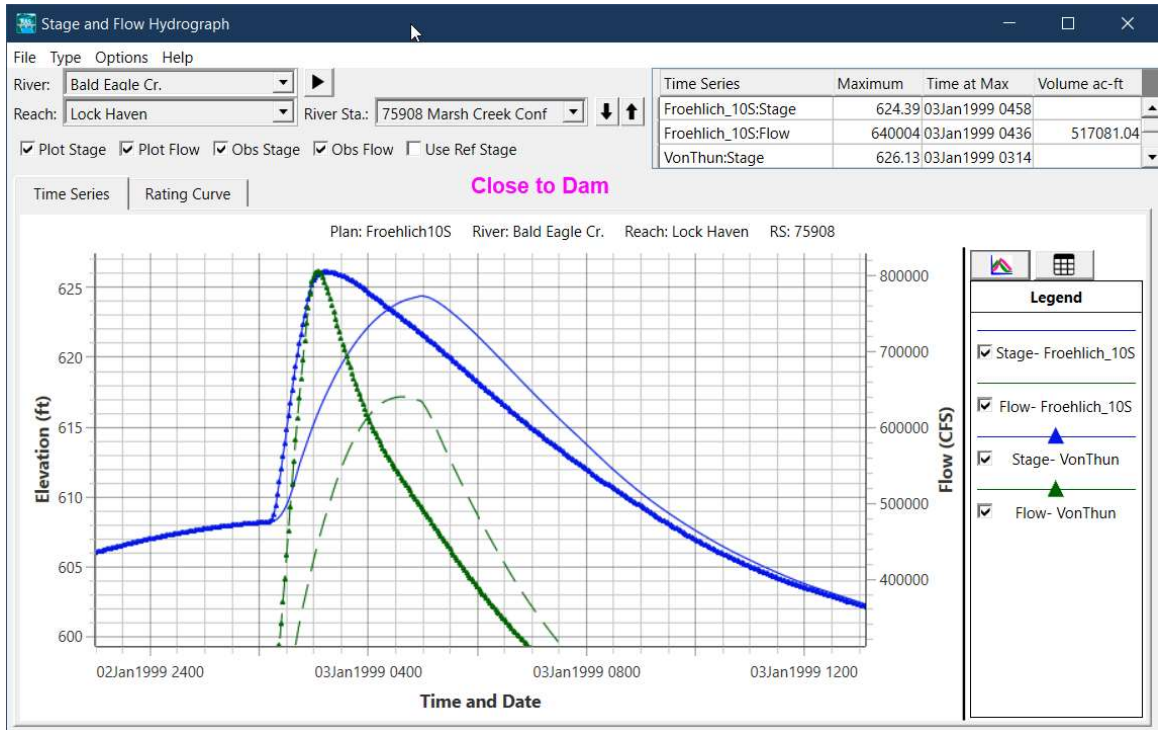 Stage and Flow Hydrograph
File Type Options Help
River: Bald Eagle Cr.
Reach: Lock Haven River Sta.: 75908 Marsh Creek Conf
Plot Stage Plot Flow Obs Stage Obs Flow Use Ref Stage
Time Series Maximum Time at Max Volume ac-ft
Froehlich_10S:Stage 624.39 03Jan1999 0458
Froehlich_10S:Flow 640004 03Jan1999 0436 517081.04
VonThun:Stage 626.13 03Jan1999 0314
Time Series Rating Curve
Close to Dam
Plan: Froehlich10S River: Bald Eagle Cr. Reach: Lock Haven RS: 75908
625
620
615
610
605
600
Elevation (ft)
800000
700000
600000
500000
400000
Flow (CFS)
02Jan1999 2400 03Jan1999 0400 03Jan1999 0800 03Jan1999 1200
Time and Date
Legend
Stage- Froehlich_10S
Flow- Froehlich_10S
Stage- VonThun
Flow- VonThun